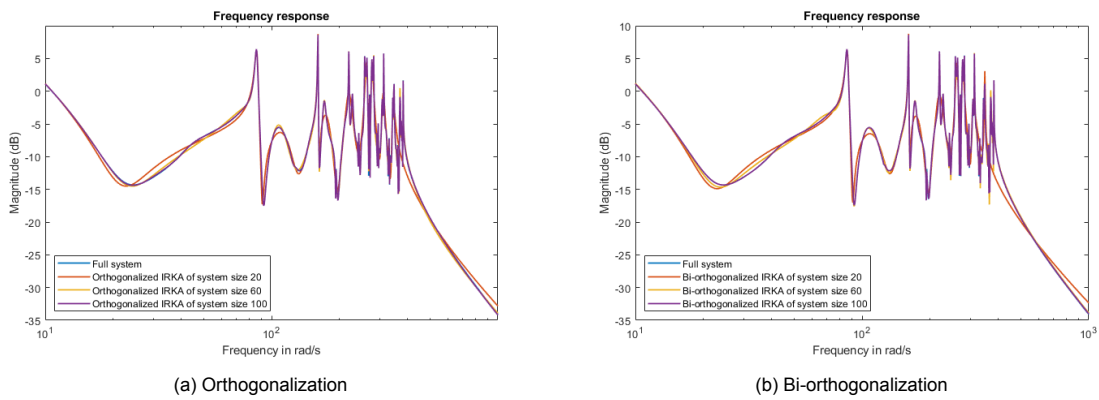 Frequency response
5
0
-5
-10
-15
-20
-25
-30
-35
Magnitude (dB)
Full system
Orthogonalized IRKA of system size 20
Orthogonalized IRKA of system size 60
Orthogonalized IRKA of system size 100
10^1
10^2
Frequency in rad/s
(a) Orthogonalization
Frequency response
10
5
0
-5
-10
-15
-20
-25
-30
-35
Magnitude (dB)
Full system
Bi-orthogonalized IRKA of system size 20
Bi-orthogonalized IRKA of system size 60
Bi-orthogonalized IRKA of system size 100
10^1
10^2
10^3
Frequency in rad/s
(b) Bi-orthogonalization